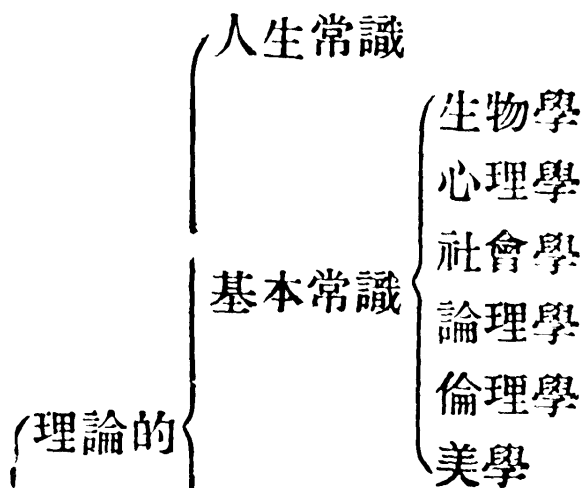 人生常識
生物學
心理學
社會學
基本常識
論理學
倫理學
理論的
美學